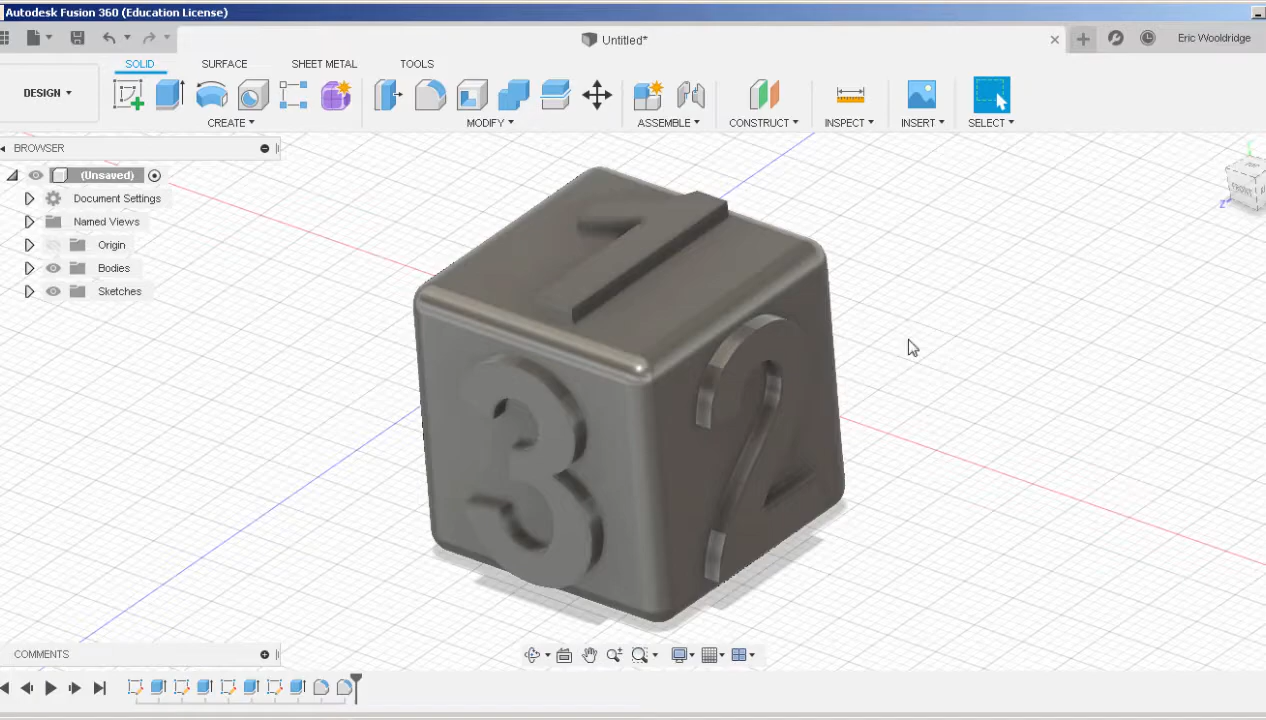 Autodesk Fusion 360 (Education License)
Untitled*
Eric Wooldridge
SOLID SURFACE SHEET METAL TOOLS
DESIGN
CREATE MODIFY ASSEMBLE CONSTRUCT INSPECT INSERT SELECT
BROWSER
(Unsaved)
Document Settings
Named Views
Origin
Bodies
Sketches
1
3
2
Z
COMMENTS